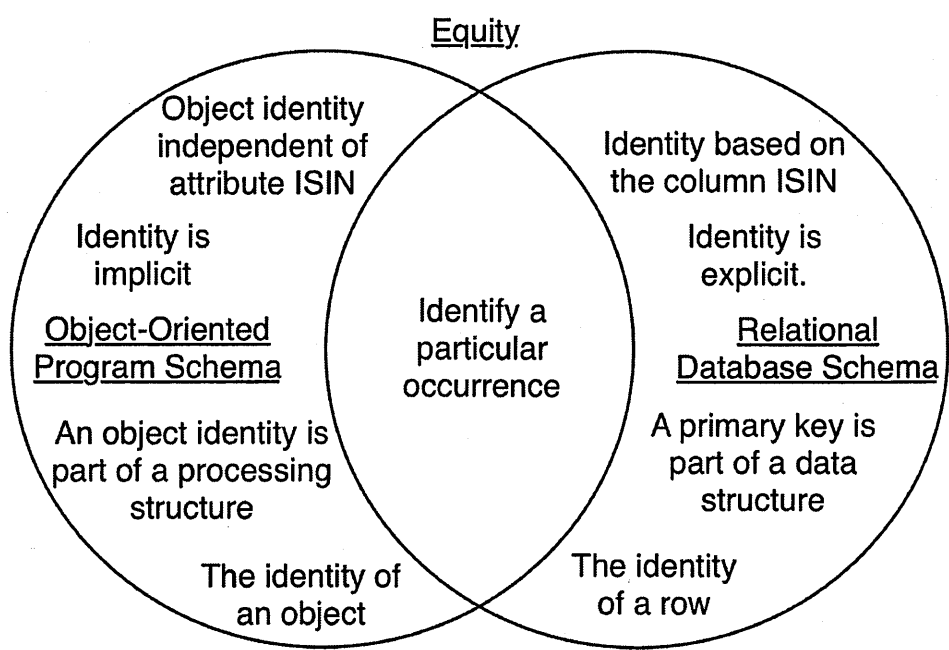 Equity
Object identity
independent of
attribute ISIN
Identity is
implicit
Object-Oriented
Program Schema
An object identity is
part of a processing
structure
The identity of
an object
Identify a
particular
occurrence
Identity based on
the column ISIN
Identity is
explicit.
Relational
Database Schema
A primary key is
part of a data
structure
The identity
of a row